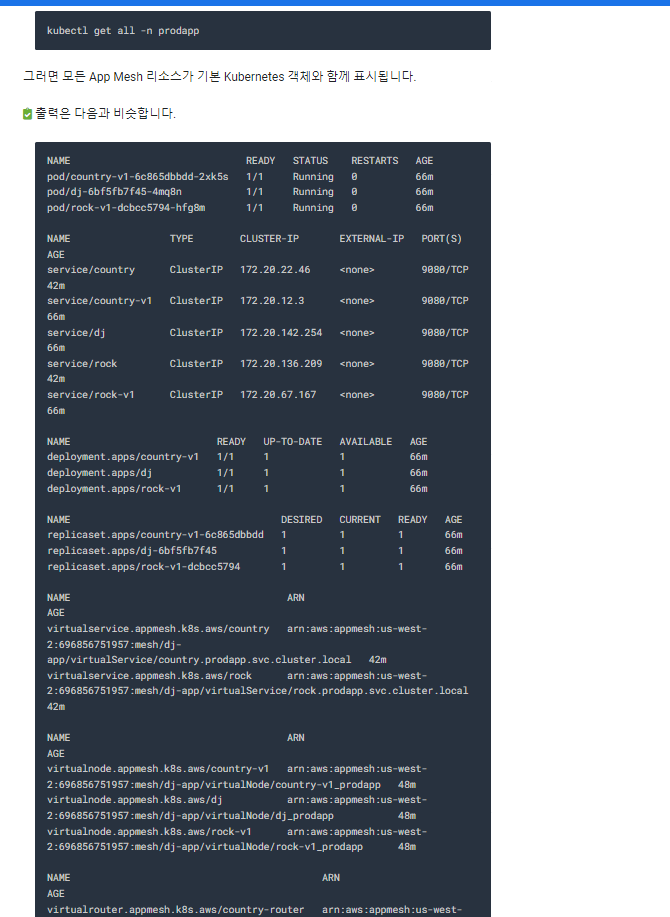 kubectl get all -n prodapp
그러면 모든 App Mesh 리소스가 기본 Kubernetes 객체와 함께 표시됩니다.
출력은 다음과 비슷합니다.
NAME READY STATUS RESTARTS AGE
pod/country-v1-6c865dbbdd-2xk5s 1/1 Running 0 66m
pod/dj-6bf5fb7f45-4mq8n 1/1 Running 0 66m
pod/rock-v1-dcbcc5794-hfg8m 1/1 Running 0 66m
NAME TYPE CLUSTER-IP EXTERNAL-IP PORT(S)
AGE
service/country ClusterIP 172.20.22.46 <none> 9080/TCP
42m
service/country-v1 ClusterIP 172.20.12.3 <none> 9080/TCP
66m
service/dj ClusterIP 172.20.142.254 <none> 9080/TCP
66m
service/rock ClusterIP 172.20.136.209 <none> 9080/TCP
42m
service/rock-v1 ClusterIP 172.20.67.167 <none> 9080/TCP
66m
NAME READY UP-TO-DATE AVAILABLE AGE
deployment.apps/country-v1 1/1 1 1 66m
deployment.apps/dj 1/1 1 1 66m
deployment.apps/rock-v1 1/1 1 1 66m
NAME DESIRED CURRENT READY AGE
replicaset.apps/country-v1-6c865dbbdd 1 1 1 66m
replicaset.apps/dj-6bf5fb7f45 1 1 1 66m
replicaset.apps/rock-v1-dcbcc5794 1 1 1 66m
NAME ARN
AGE
virtualservice.appmesh.k8s.aws/country arn:aws:appmesh:us-west-
2:696856751957:mesh/dj-
app/virtualService/country.prodapp.svc.cluster.local 42m
virtualservice.appmesh.k8s.aws/rock arn:aws:appmesh:us-west-
2:696856751957:mesh/dj-app/virtualService/rock.prodapp.svc.cluster.local
42m
NAME ARN
AGE
virtualnode.appmesh.k8s.aws/country-v1 arn:aws:appmesh:us-west-
2:696856751957:mesh/dj-app/virtualNode/country-v1_prodapp 48m
virtualnode.appmesh.k8s.aws/dj arn:aws:appmesh:us-west-
2:696856751957:mesh/dj-app/virtualNode/dj_prodapp 48m
virtualnode.appmesh.k8s.aws/rock-v1 arn:aws:appmesh:us-west-
2:696856751957:mesh/dj-app/virtualNode/rock-v1_prodapp 48m
NAME ARN
AGE
virtualrouter.appmesh.k8s.aws/country-router arn:aws:appmesh:us-west-